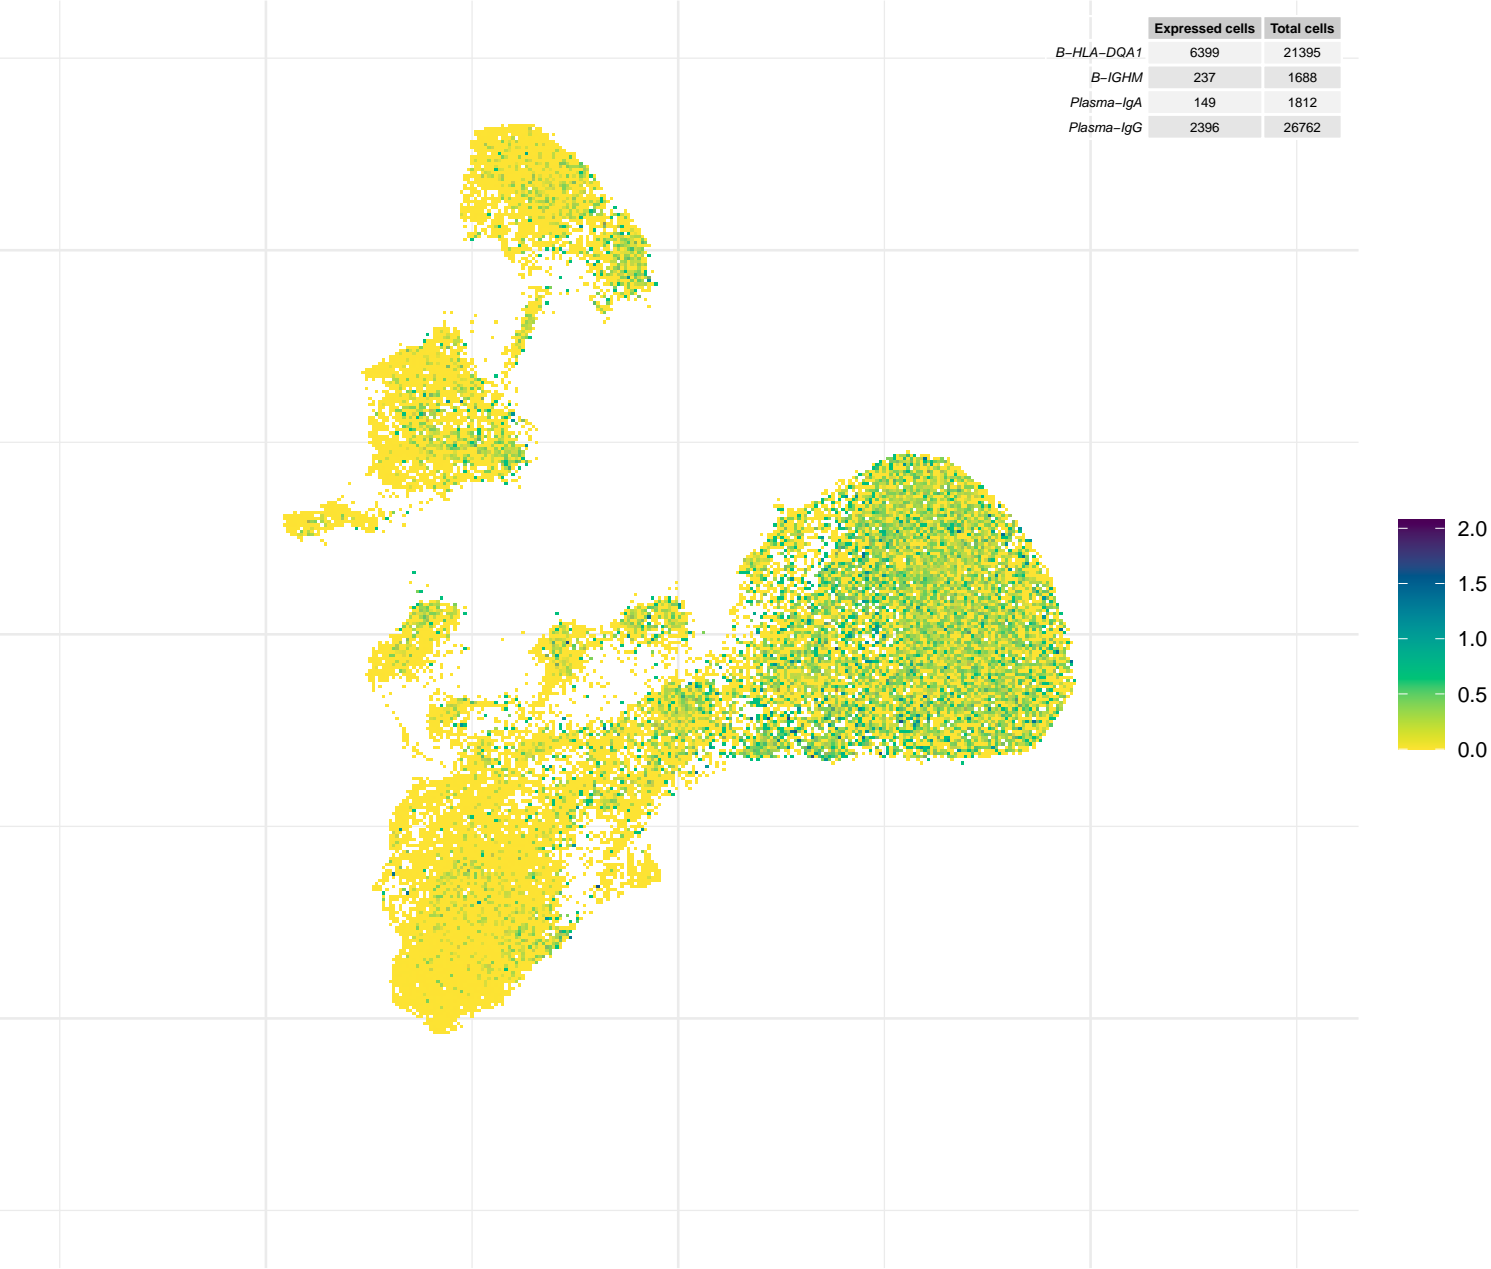 Expressed cells Total cells
B−HLA−DQA1 6399 21395
B−IGHM 237 1688
Plasma−IgA 149 1812
Plasma−IgG 2396 26762
2.0
1.5
1.0
0.5
0.0